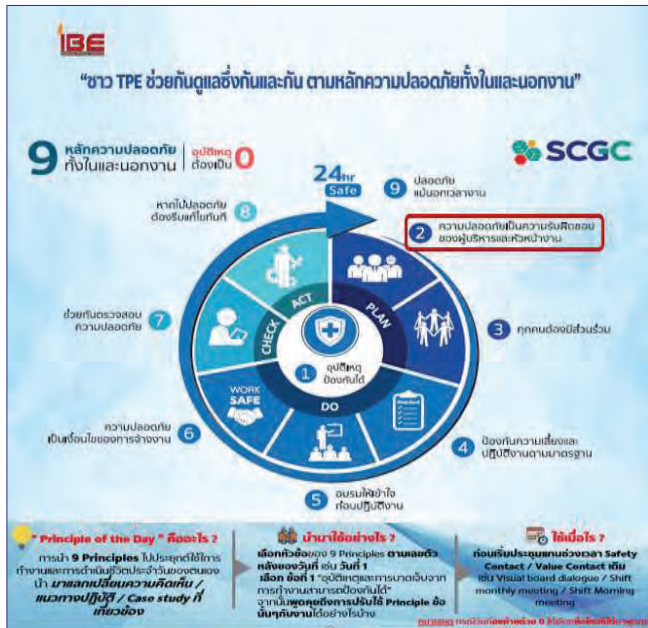 IBE
"ชาว TPE ช่วยกันดูแลซึ่งกันและกัน ตามหลักความปลอดภัยทั้งในและนอกงาน"
9 หลักความปลอดภัย
ทั้งในและนอกงาน
อุบัติเหตุ
ต้องเป็น 0
SCGC
24hr
Safe
9 ปลอดภัย
แม้นอกเวลางาน
หากไม่ปลอดภัย
ต้องรีบแก้ไขทันที 8
2 ความปลอดภัยเป็นความรับผิดชอบ
ของผู้บริหารและหัวหน้างาน
ACT
PLAN
CHECK
ช่วยกันตรวจสอบ
ความปลอดภัย 7
3 ทุกคนต้องมีส่วนร่วม
1 อุบัติเหตุ
ป้องกันได้
DO
WORK
SAFE
Standard
ความปลอดภัย
เป็นเงื่อนไขของการจ้างงาน 6
4 ป้องกันความเสี่ยงและ
ปฏิบัติงานตามมาตรฐาน
5 อบรมให้เข้าใจ
ก่อนปฏิบัติงาน
" Principle of the Day " คืออะไร ?
การนำ 9 Principles ไปประยุกต์ใช้ใการ
ทำงานและการดำเนินชีวิตประจำวันของตนเอง
นำ มาแลกเปลี่ยนความคิดเห็น /
แนวทางปฏิบัติ / Case study ที่
เกี่ยวข้อง
นำมาใช้อย่างไร ?
เลือกหัวข้อของ 9 Principles ตามเลขตัว
หลังของวันที่ เช่น วันที่ 1
เลือก ข้อที่ 1 "อุบัติเหตุและการบาดเจ็บจาก
การทำงานสามารถป้องกันได้"
จากนั้นพูดคุยถึงการปรับใช้ Principle ข้อ
นั้นๆกับงานได้อย่างไรบ้าง
ใช้เมื่อไร ?
ก่อนเริ่มประชุมแทนช่วงเวลา Safety
Contact / Value Contact เดิม
เช่น Visual board dialogue / Shift
monthly meeting / Shift Morning
meeting
หมายเหตุ กรณีวันที่ลงท้ายด้วย 0